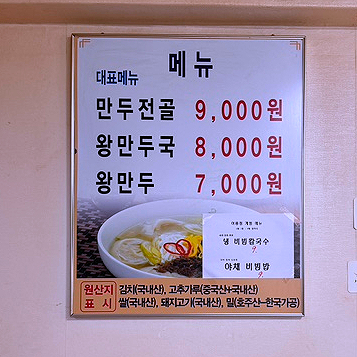 메뉴
대표메뉴
만두전골 9,000원
왕만두국 8,000원
왕만두 7,000원
냉 비빔칼국수
야채 비빔밥
원산지
표시
김치(국내산), 고추가루(중국산+국내산)
쌀(국내산), 돼지고기(국내산), 밀(호주산-한국가공)